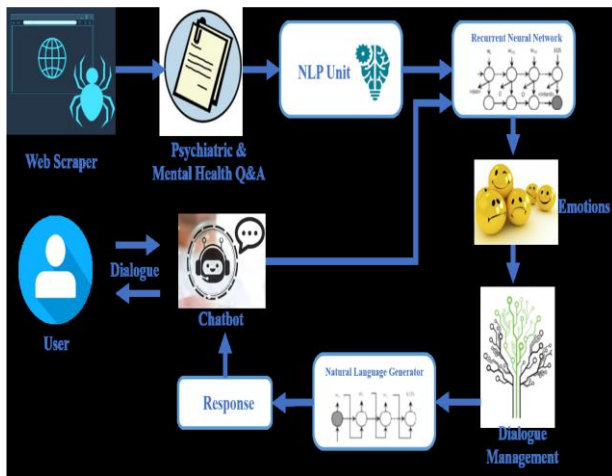 Recurrent Neural Network
NLP Unit
Web Scraper
Psychiatric &
Mental Health Q&A
Emotions
Dialogue
Chatbot
User
Natural Language Generator
Response
Dialogue
Management